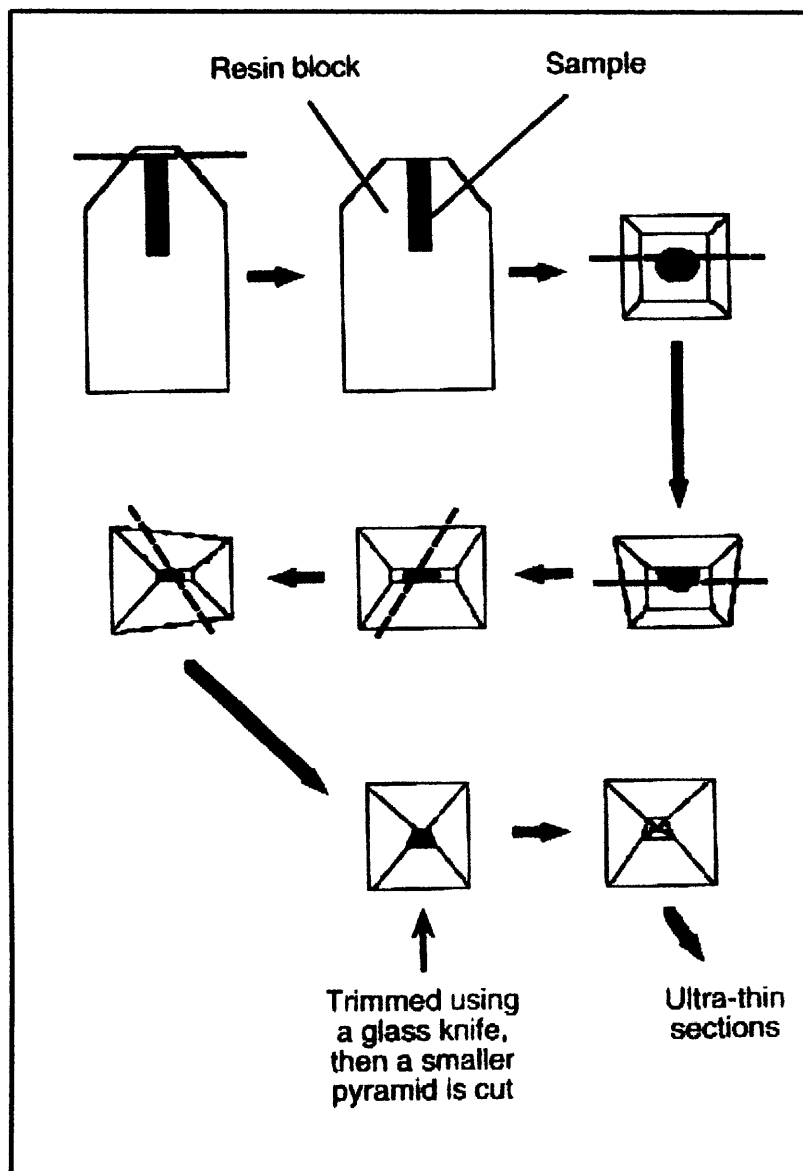 Resin block
Sample
Trimmed using
a glass knife,
then a smaller
pyramid is cut
Ultra-thin
sections